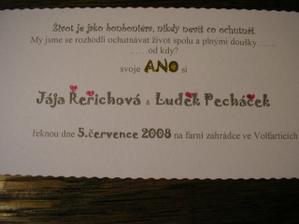 Život je jako bonboniéra, nikdy nevíš co ochutnáš.
My jsme se rozhodli ochutnávat život spolu a plnými doušky......
......od kdy?
svoje ANO si
Jája Řeřichová & Luděk Pecháček
řeknou dne 5.července 2008 na farní zahrádce ve Volfarticích